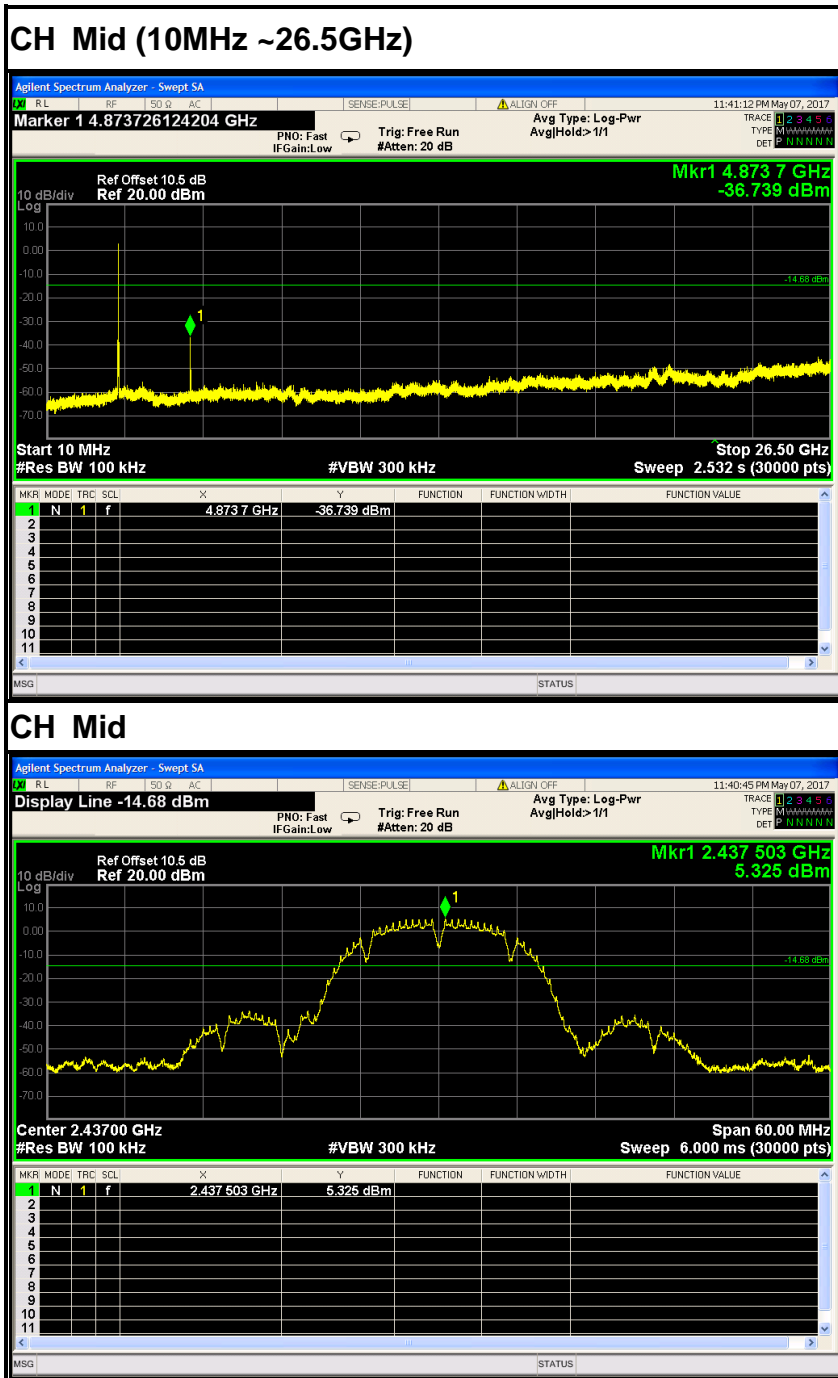 CH Mid (10MHz ~26.5GHz)
Agilent Spectrum Analyzer - Swept SA
LXI RL RF 50 Ω AC SENSE:PULSE ALIGN OFF 11:41:12 PM May 07, 2017
Marker 1 4.873726124204 GHz Avg Type: Log-Pwr TRACE 1 2 3 4 5 6
PNO: Fast Trig: Free Run Avg|Hold:>1/1 TYPE M
IFGain:Low #Atten: 20 dB DET P N N N N N
Mkr1 4.873 7 GHz
Ref Offset 10.5 dB
10 dB/div Ref 20.00 dBm -36.739 dBm
Log
10.0
0.00
-10.0
-14.68 dBm
-20.0
-30.0
1
-40.0
-50.0
-60.0
-70.0
Start 10 MHz Stop 26.50 GHz
#Res BW 100 kHz #VBW 300 kHz Sweep 2.532 s (30000 pts)
MKR MODE TRC SCL X Y FUNCTION FUNCTION WIDTH FUNCTION VALUE
1 N 1 f 4.873 7 GHz -36.739 dBm
2
3
4
5
6
7
8
9
10
11
MSG STATUS
CH Mid
Agilent Spectrum Analyzer - Swept SA
LXI RL RF 50 Ω AC SENSE:PULSE ALIGN OFF 11:40:45 PM May 07, 2017
Display Line -14.68 dBm Avg Type: Log-Pwr TRACE 1 2 3 4 5 6
PNO: Fast Trig: Free Run Avg|Hold:>1/1 TYPE M
IFGain:Low #Atten: 20 dB DET P N N N N N
Mkr1 2.437 503 GHz
Ref Offset 10.5 dB
10 dB/div Ref 20.00 dBm 5.325 dBm
Log
1
10.0
0.00
-10.0
-14.68 dBm
-20.0
-30.0
-40.0
-50.0
-60.0
-70.0
Center 2.43700 GHz Span 60.00 MHz
#Res BW 100 kHz #VBW 300 kHz Sweep 6.000 ms (30000 pts)
MKR MODE TRC SCL X Y FUNCTION FUNCTION WIDTH FUNCTION VALUE
1 N 1 f 2.437 503 GHz 5.325 dBm
2
3
4
5
6
7
8
9
10
11
MSG STATUS